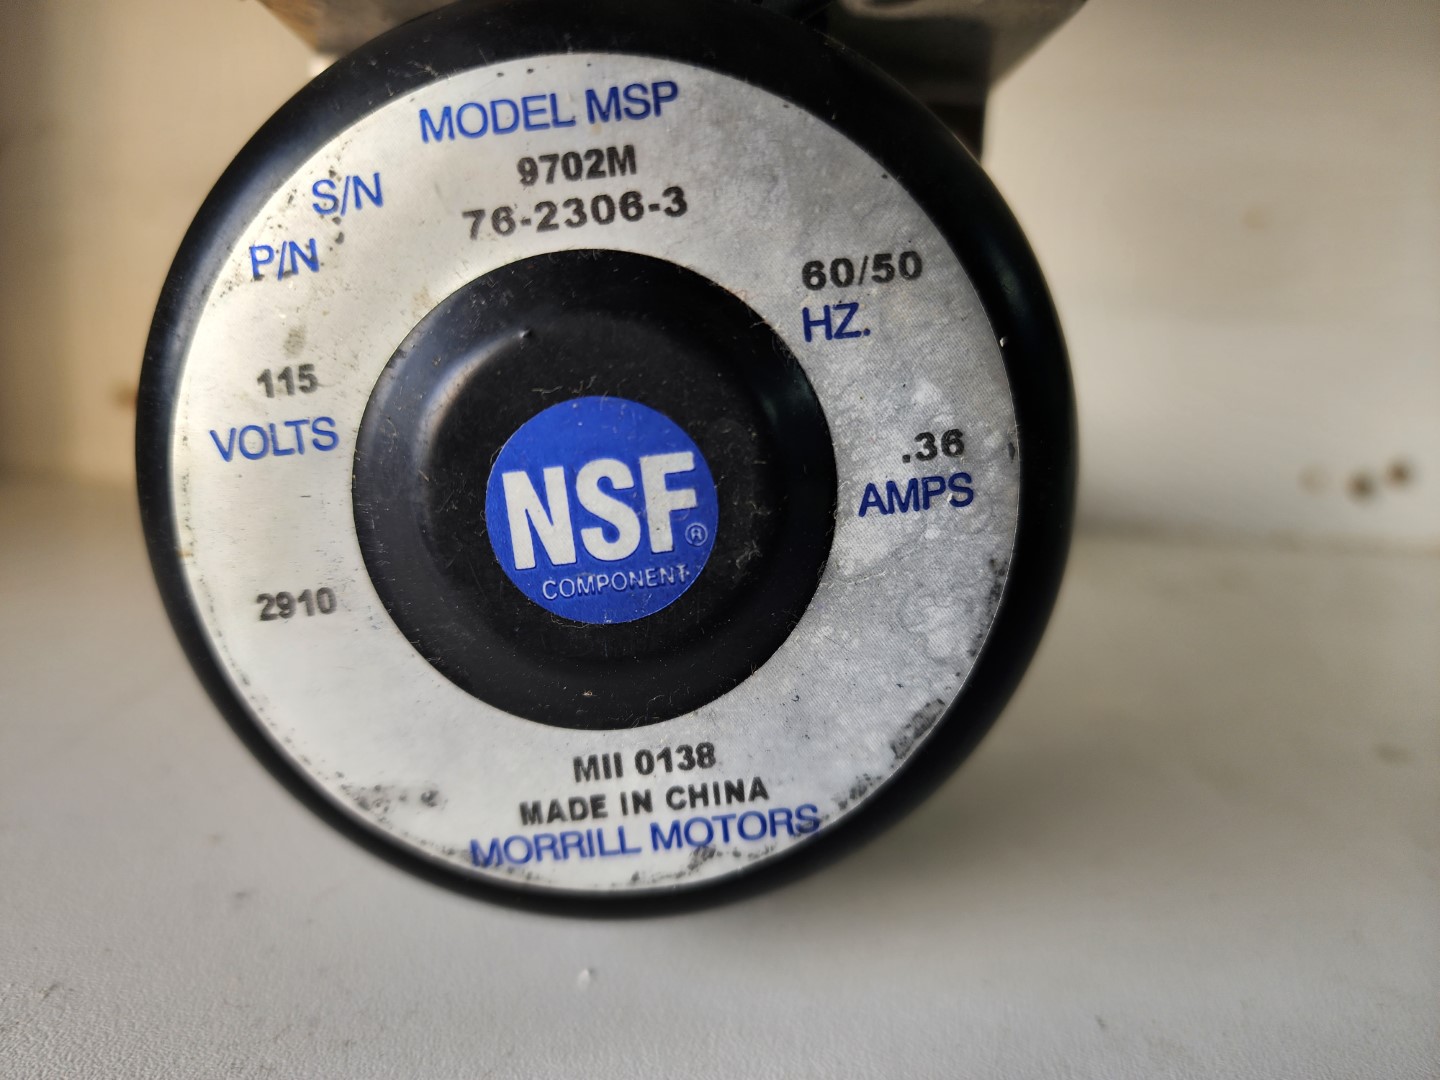 MODEL MSP
S/N 9702M
P/N 76-2306-3
60/50
HZ.
115
VOLTS
.36
AMPS
NSF®
COMPONENT
2910
MII 0138
MADE IN CHINA
MORRILL MOTORS